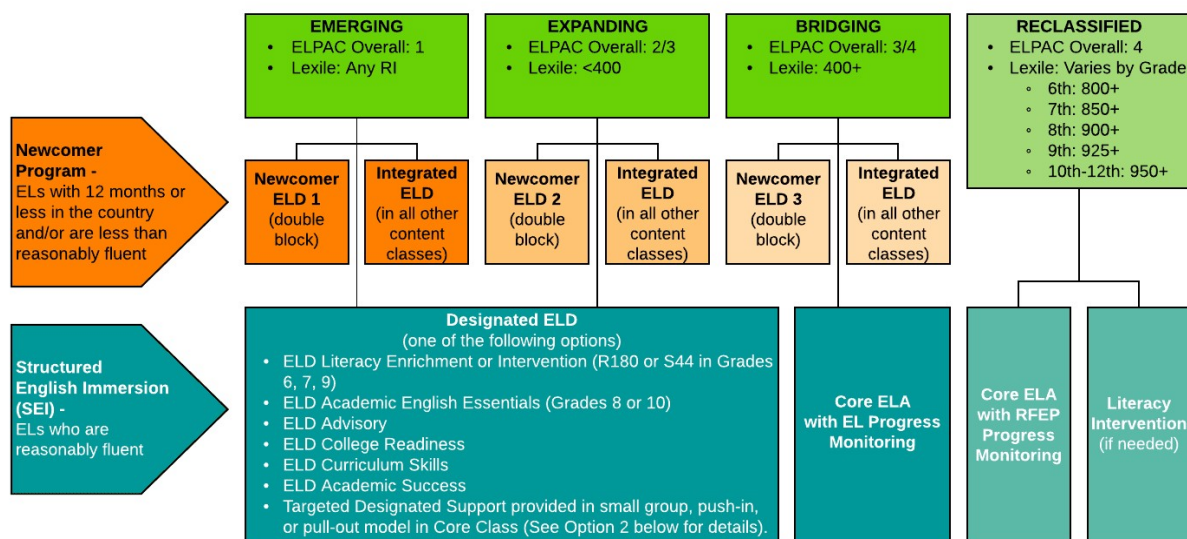 EMERGING
• ELPAC Overall: 1
• Lexile: Any RI
EXPANDING
• ELPAC Overall: 2/3
• Lexile: <400
BRIDGING
• ELPAC Overall: 3/4
• Lexile: 400+
RECLASSIFIED
• ELPAC Overall: 4
• Lexile: Varies by Grade
◦ 6th: 800+
◦ 7th: 850+
◦ 8th: 900+
◦ 9th: 925+
◦ 10th-12th: 950+
Newcomer
Program -
ELs with 12 months or
less in the country
and/or are less than
reasonably fluent
Newcomer
ELD 1
(double
block)
Integrated
ELD
(in all other
content
classes)
Newcomer
ELD 2
(double
block)
Integrated
ELD
(in all other
content
classes)
Newcomer
ELD 3
(double
block)
Integrated
ELD
(in all other
content
classes)
Structured
English Immersion
(SEI) -
ELs who are
reasonably fluent
Designated ELD
(one of the following options)
• ELD Literacy Enrichment or Intervention (R180 or S44 in Grades
6, 7, 9)
• ELD Academic English Essentials (Grades 8 or 10)
• ELD Advisory
• ELD College Readiness
• ELD Curriculum Skills
• ELD Academic Success
• Targeted Designated Support provided in small group, push-in,
or pull-out model in Core Class (See Option 2 below for details).
Core ELA
with EL Progress
Monitoring
Core ELA
with RFEP
Progress
Monitoring
Literacy
Intervention
(if needed)